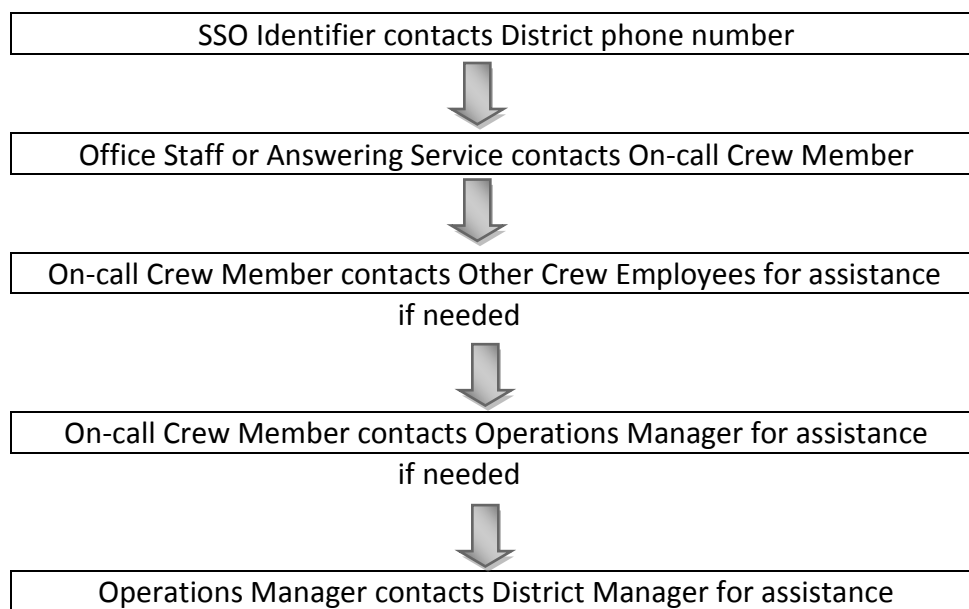 SSO Identifier contacts District phone number
Office Staff or Answering Service contacts On-call Crew Member
On-call Crew Member contacts Other Crew Employees for assistance
if needed
On-call Crew Member contacts Operations Manager for assistance
if needed
Operations Manager contacts District Manager for assistance